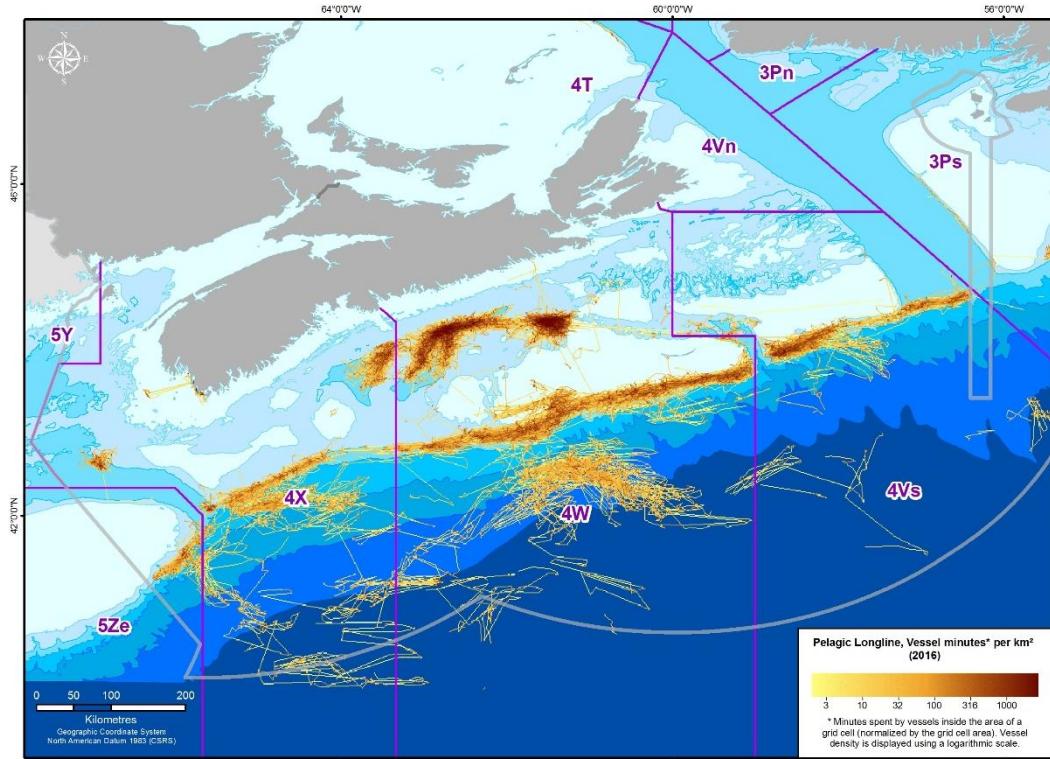 64°0'0"W 60°0'0"W 56°0'0"W
N
W E
S
4T
3Pn
4Vn
3Ps
45°0'0"N
5Y
4X
4W
4Vs
42°0'0"N
5Ze
0 50 100 200
Kilometres
Geographic Coordinate System
North American Datum 1983 (CSRS)
Pelagic Longline, Vessel minutes* per km²
(2016)
3 10 32 100 316 1000
* Minutes spent by vessels inside the area of a
grid cell (normalized by the grid cell area). Vessel
density is displayed using a logarithmic scale.